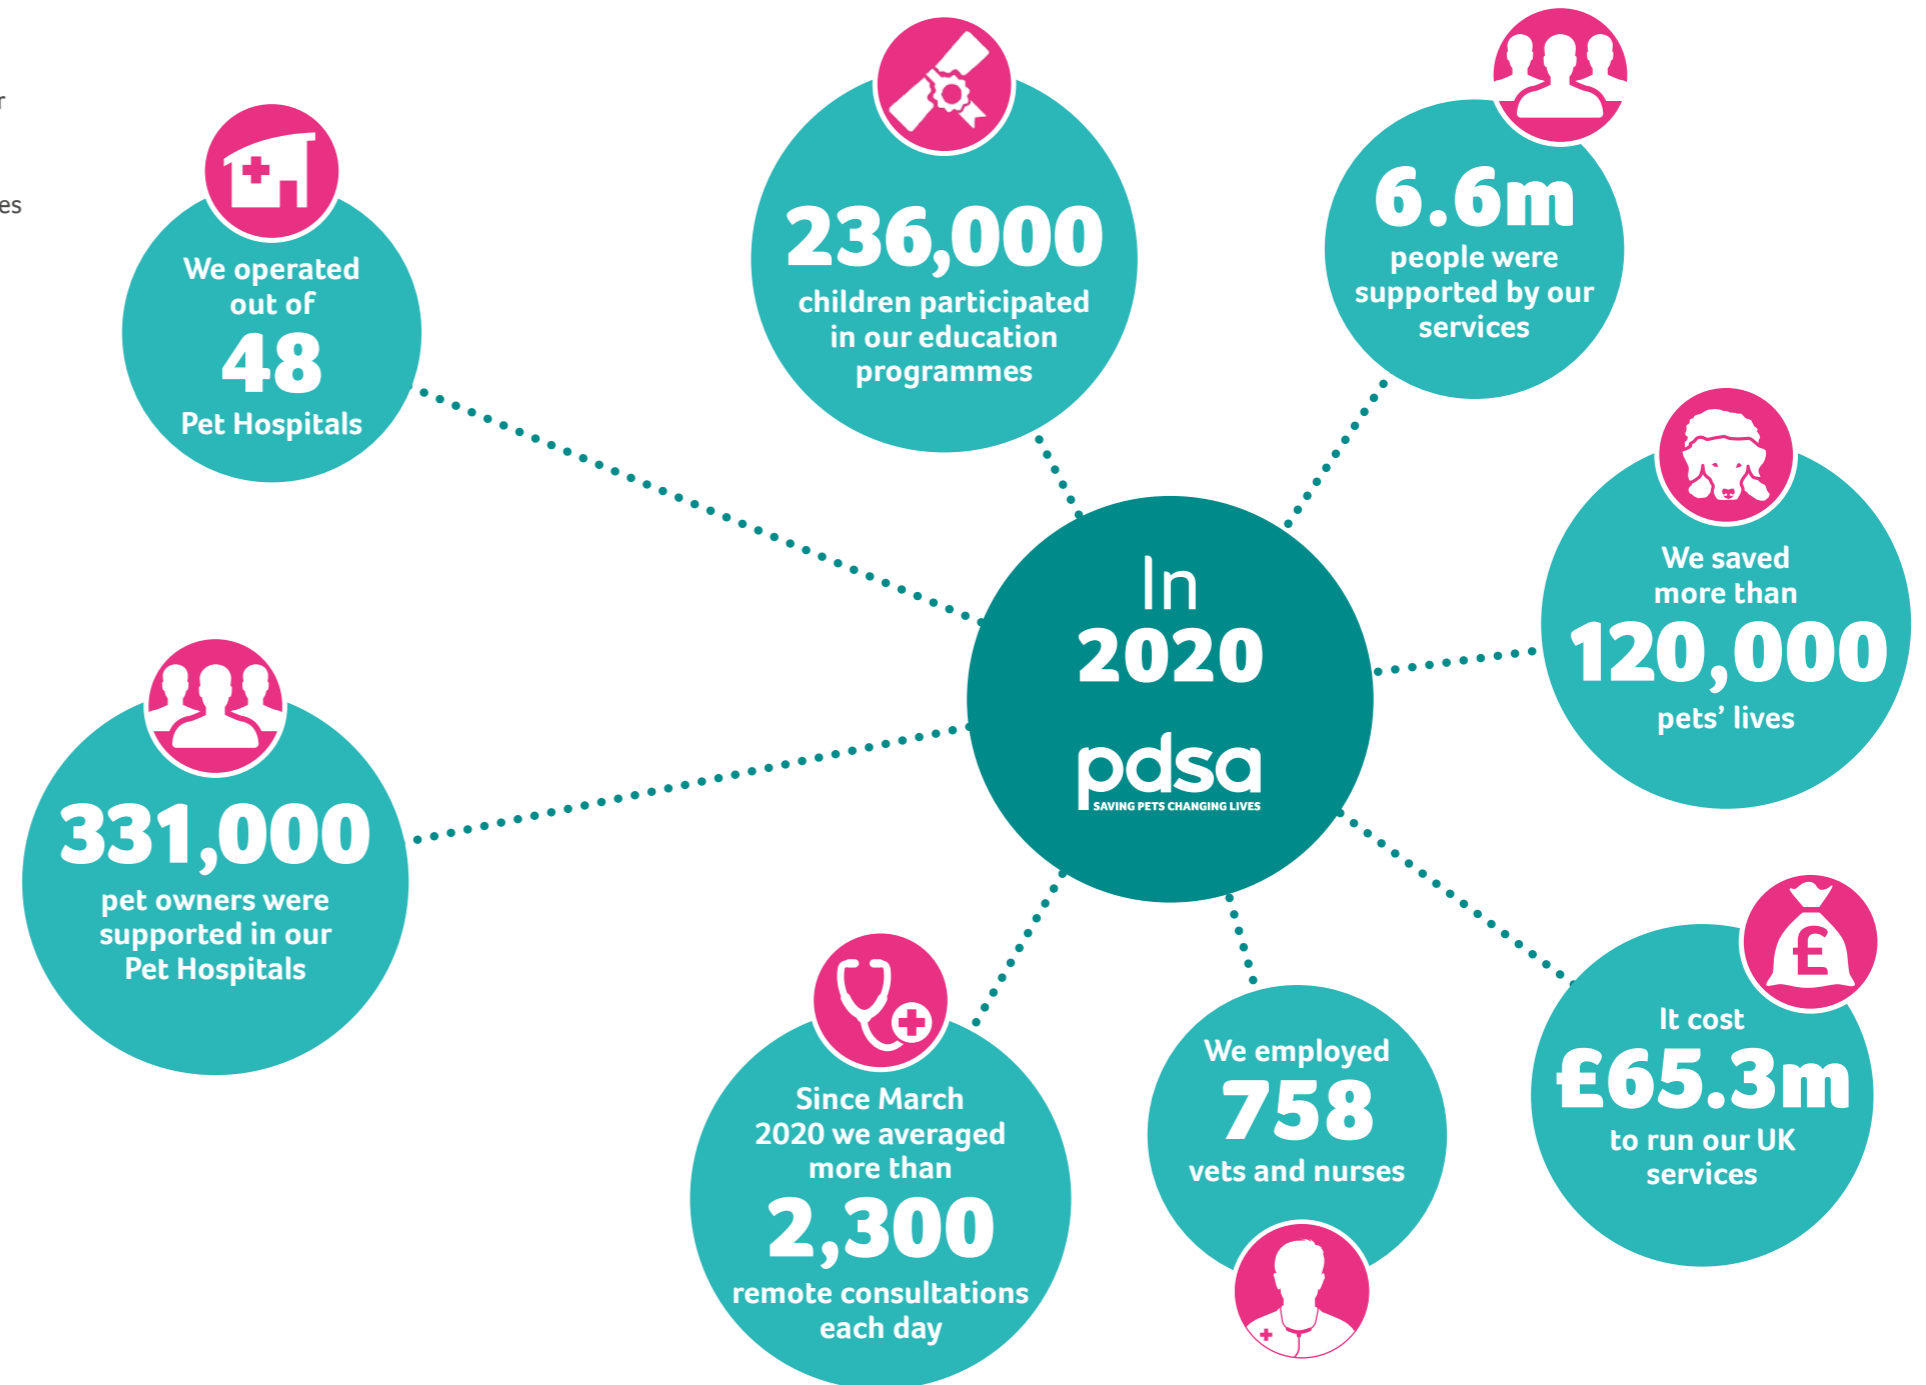 r
es
We operated
out of
48
Pet Hospitals
236,000
children participated
in our education
programmes
6.6m
people were
supported by our
services
In
2020
pdsa
SAVING PETS CHANGING LIVES
We saved
more than
120,000
pets’ lives
331,000
pet owners were
supported in our
Pet Hospitals
Since March
2020 we averaged
more than
2,300
remote consultations
each day
We employed
758
vets and nurses
It cost
£65.3m
to run our UK
services
£